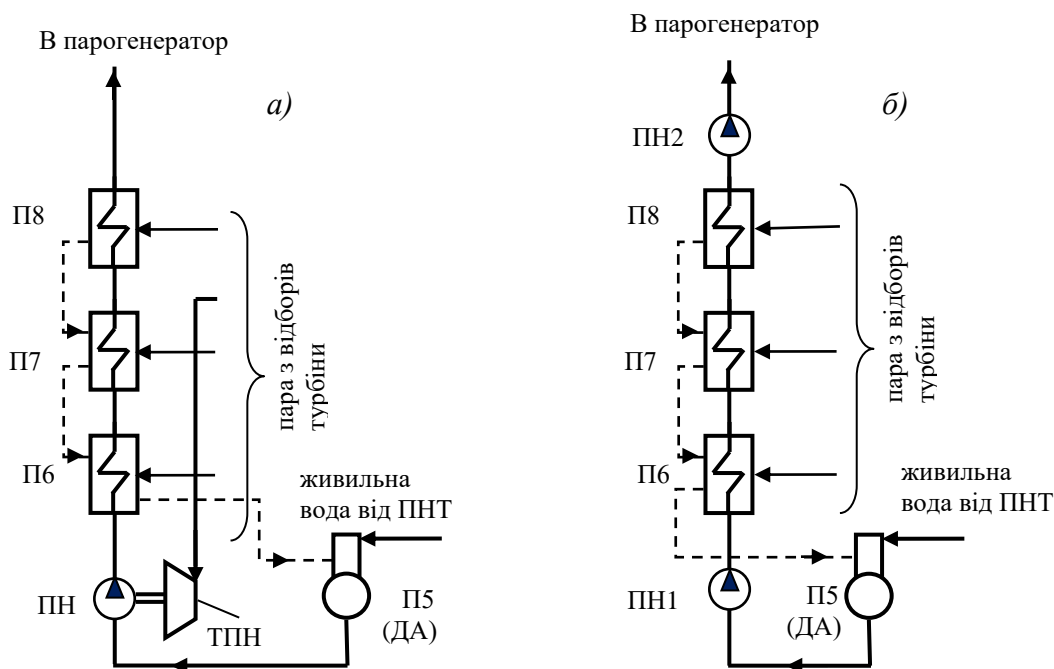 В парогенератор
а)
П8
П7
П6
пара з відборів
турбіни
живильна
вода від ПНТ
ПН
ТПН
П5
(ДА)
В парогенератор
б)
ПН2
П8
П7
П6
пара з відборів
турбіни
живильна
вода від ПНТ
ПН1
П5
(ДА)